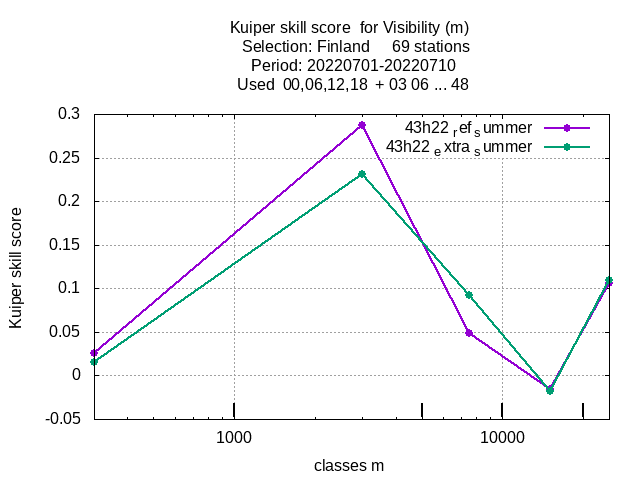 Kuiper skill score  for Visibility (m)
Selection: Finland     69 stations
Period: 20220701-20220710
Used  00,06,12,18  + 03 06 ... 48
43h22 ref summer
43h22 extra summer
0.3
0.25
0.2
0.15
0.1
0.05
0
-0.05
Kuiper skill score
1000
10000
classes m